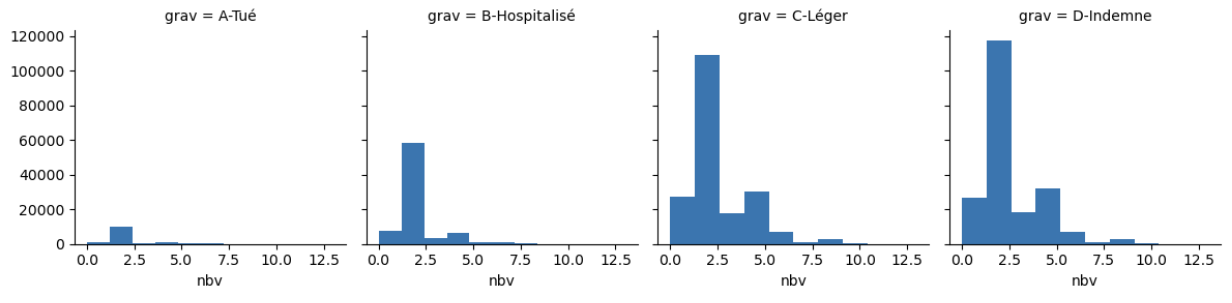 grav = A-Tué grav = B-Hospitalisé grav = C-Léger grav = D-Indemne
120000
100000
80000
60000
40000
20000
0
0.0 2.5 5.0 7.5 10.0 12.5 0.0 2.5 5.0 7.5 10.0 12.5 0.0 2.5 5.0 7.5 10.0 12.5 0.0 2.5 5.0 7.5 10.0 12.5
nbv nbv nbv nbv